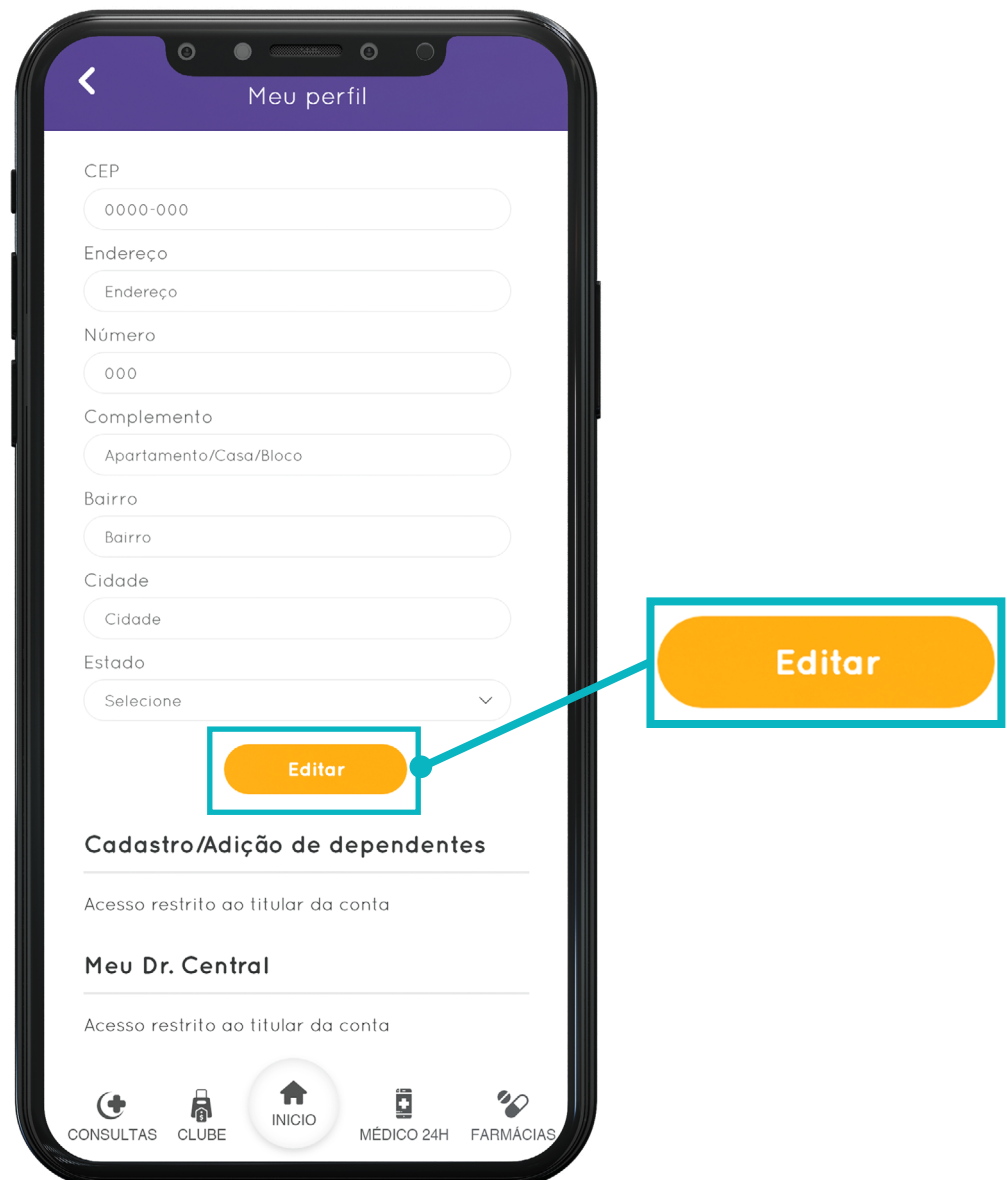 Meu perfil
CEP
0000-000
Endereço
Endereço
Número
000
Complemento
Apartamento/Casa/Bloco
Bairro
Bairro
Cidade
Cidade
Estado
Selecione
Editar
Editar
Cadastro/Adição de dependentes
Acesso restrito ao titular da conta
Meu Dr. Central
Acesso restrito ao titular da conta
CONSULTAS CLUBE INICIO MÉDICO 24H FARMÁCIAS